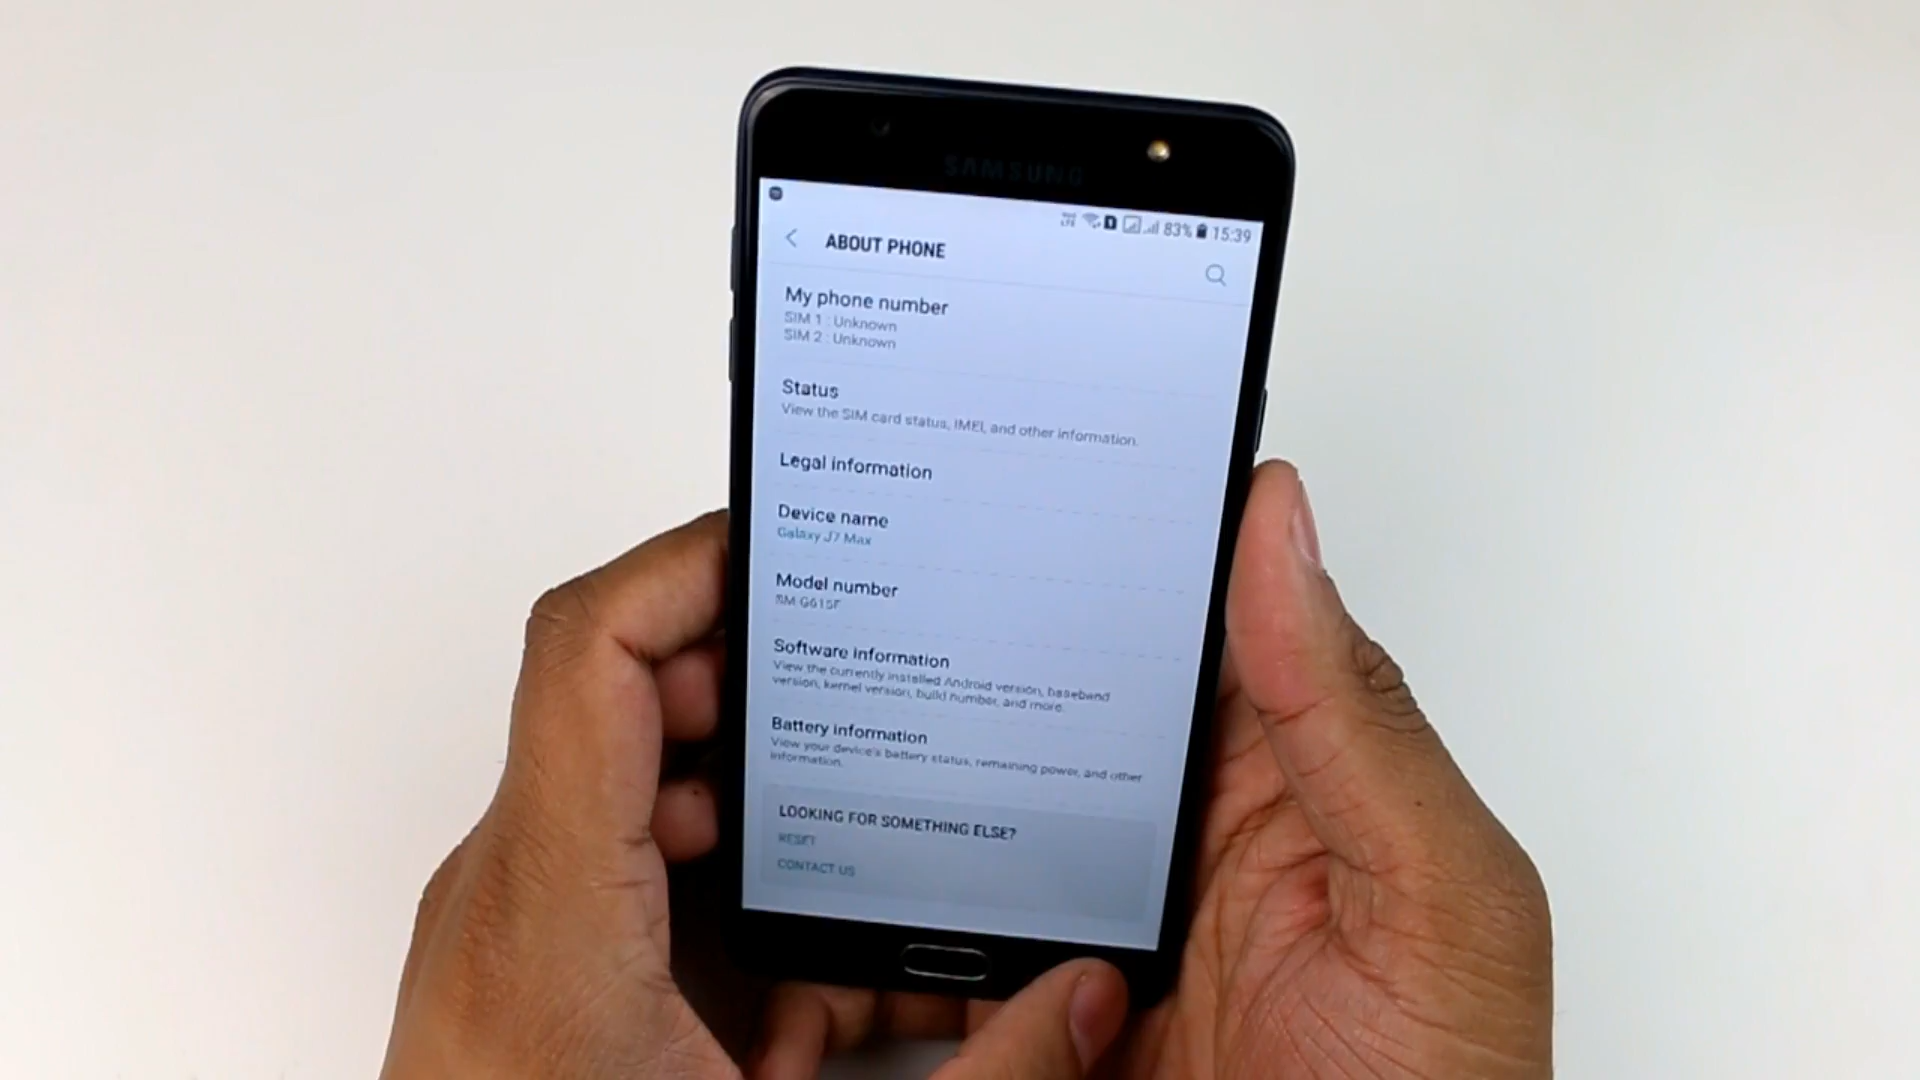 SAMSUNG
83% 15:39
ABOUT PHONE
My phone number
SIM 1 : Unknown
SIM 2 : Unknown
Status
View the SIM card status, IMEI, and other information.
Legal information
Device name
Galaxy J7 Max
Model number
SM-G615F
Software information
View the currently installed Android version, baseband
version, kernel version, build number, and more.
Battery information
View your device's battery status, remaining power, and other
information.
LOOKING FOR SOMETHING ELSE?
RESET
CONTACT US